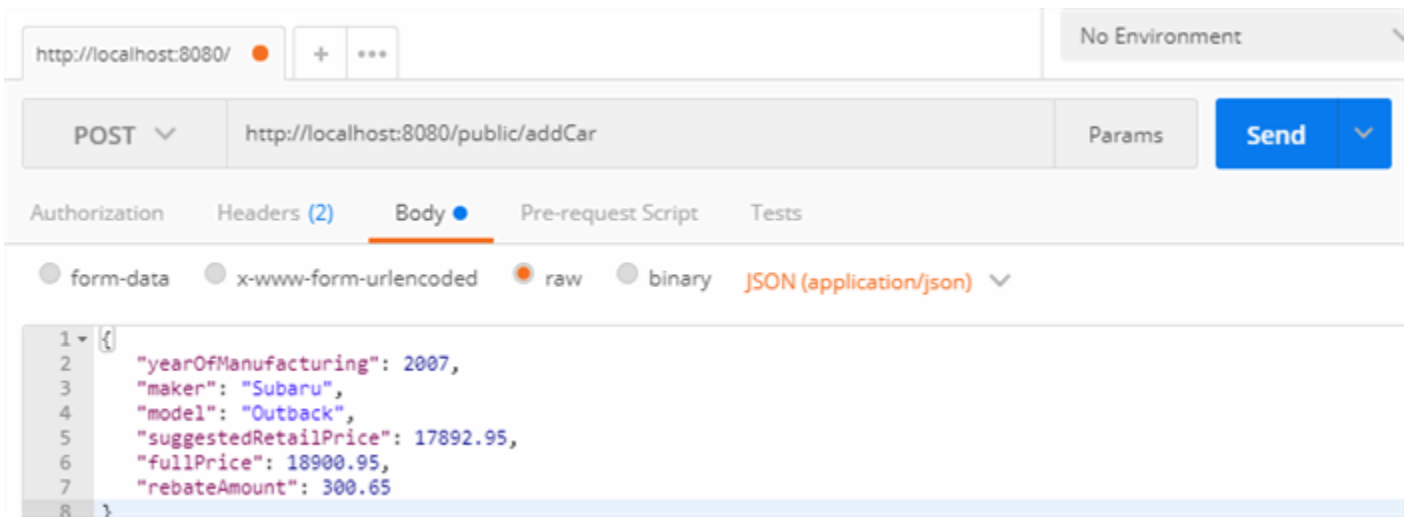 http://localhost:8080/ + •••
No Environment
POST http://localhost:8080/public/addCar Params Send
Authorization Headers (2) Body Pre-request Script Tests
form-data x-www-form-urlencoded raw binary JSON (application/json)
1 {
2 "yearOfManufacturing": 2007,
3 "maker": "Subaru",
4 "model": "Outback",
5 "suggestedRetailPrice": 17892.95,
6 "fullPrice": 18900.95,
7 "rebateAmount": 300.65
8 }